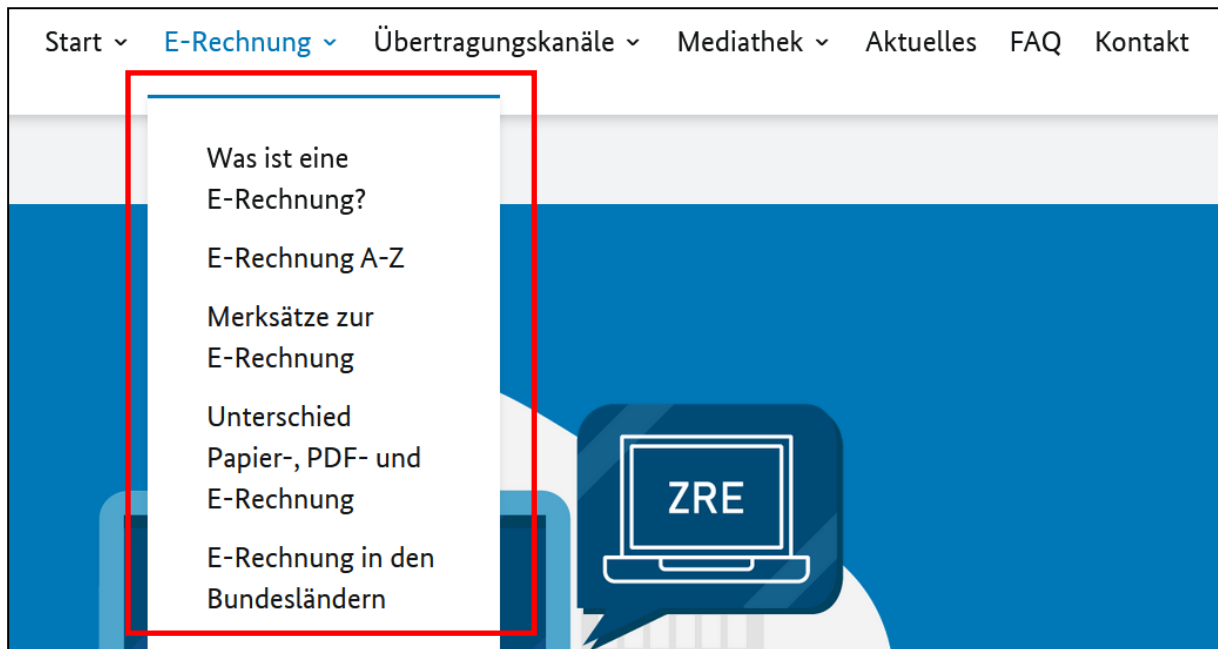 Start E-Rechnung Übertragungskanäle Mediathek Aktuelles FAQ Kontakt
Was ist eine
E-Rechnung?
E-Rechnung A-Z
Merksätze zur
E-Rechnung
Unterschied
Papier-, PDF- und
E-Rechnung
E-Rechnung in den
Bundesländern
ZRE